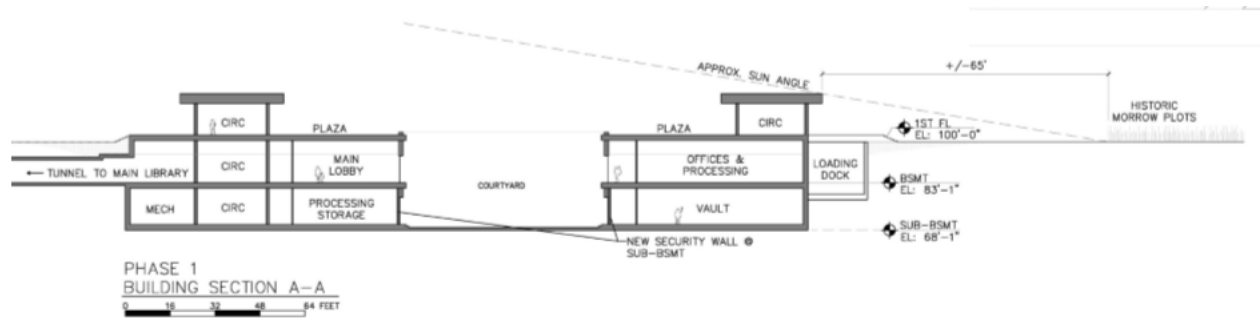 APPROX. SUN ANGLE
+/-65'
HISTORIC
MORROW PLOTS
CIRC
PLAZA
PLAZA
CIRC
1ST FL
EL: 100'-0"
← TUNNEL TO MAIN LIBRARY
CIRC
MAIN
LOBBY
COURTYARD
OFFICES &
PROCESSING
LOADING
DOCK
BSMT
EL: 83'-1"
MECH
CIRC
PROCESSING
STORAGE
VAULT
SUB-BSMT
EL: 68'-1"
NEW SECURITY WALL @
SUB-BSMT
PHASE 1
BUILDING SECTION A-A
0 16 32 48 64 FEET